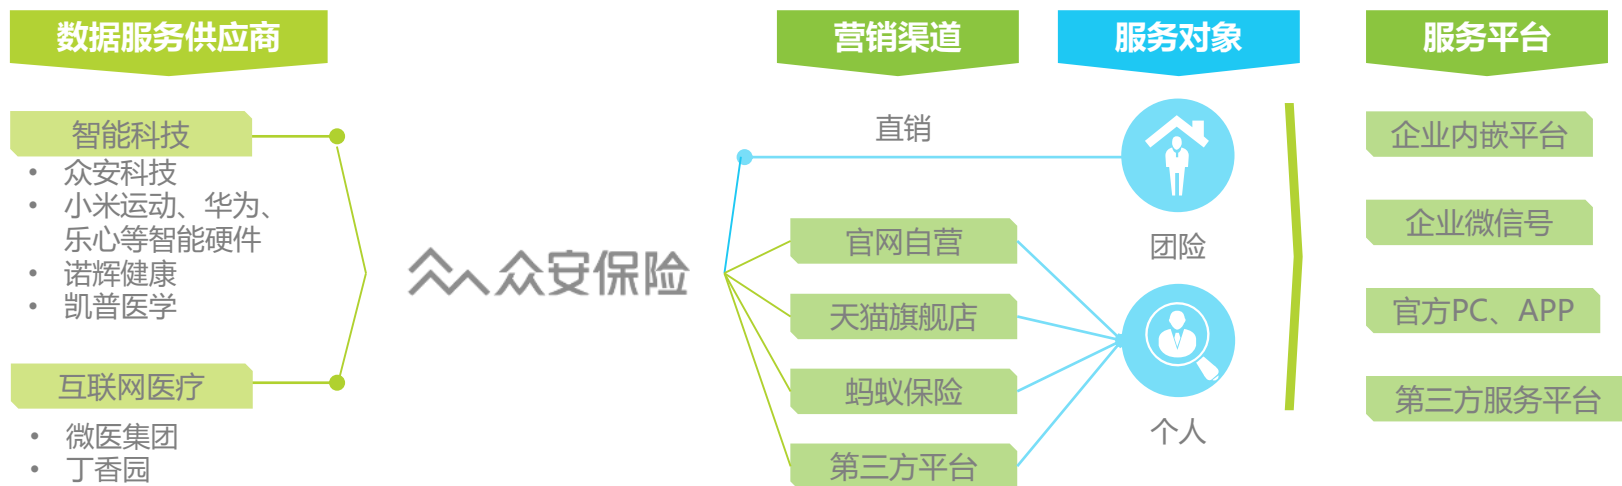 数据服务供应商
营销渠道
服务对象
服务平台
智能科技
• 众安科技
• 小米运动、华为、
乐心等智能硬件
• 诺辉健康
• 凯普医学
互联网医疗
• 微医集团
• 丁香园
众安保险
直销
官网自营
天猫旗舰店
蚂蚁保险
第三方平台
团险
个人
企业内嵌平台
企业微信号
官方PC、APP
第三方服务平台